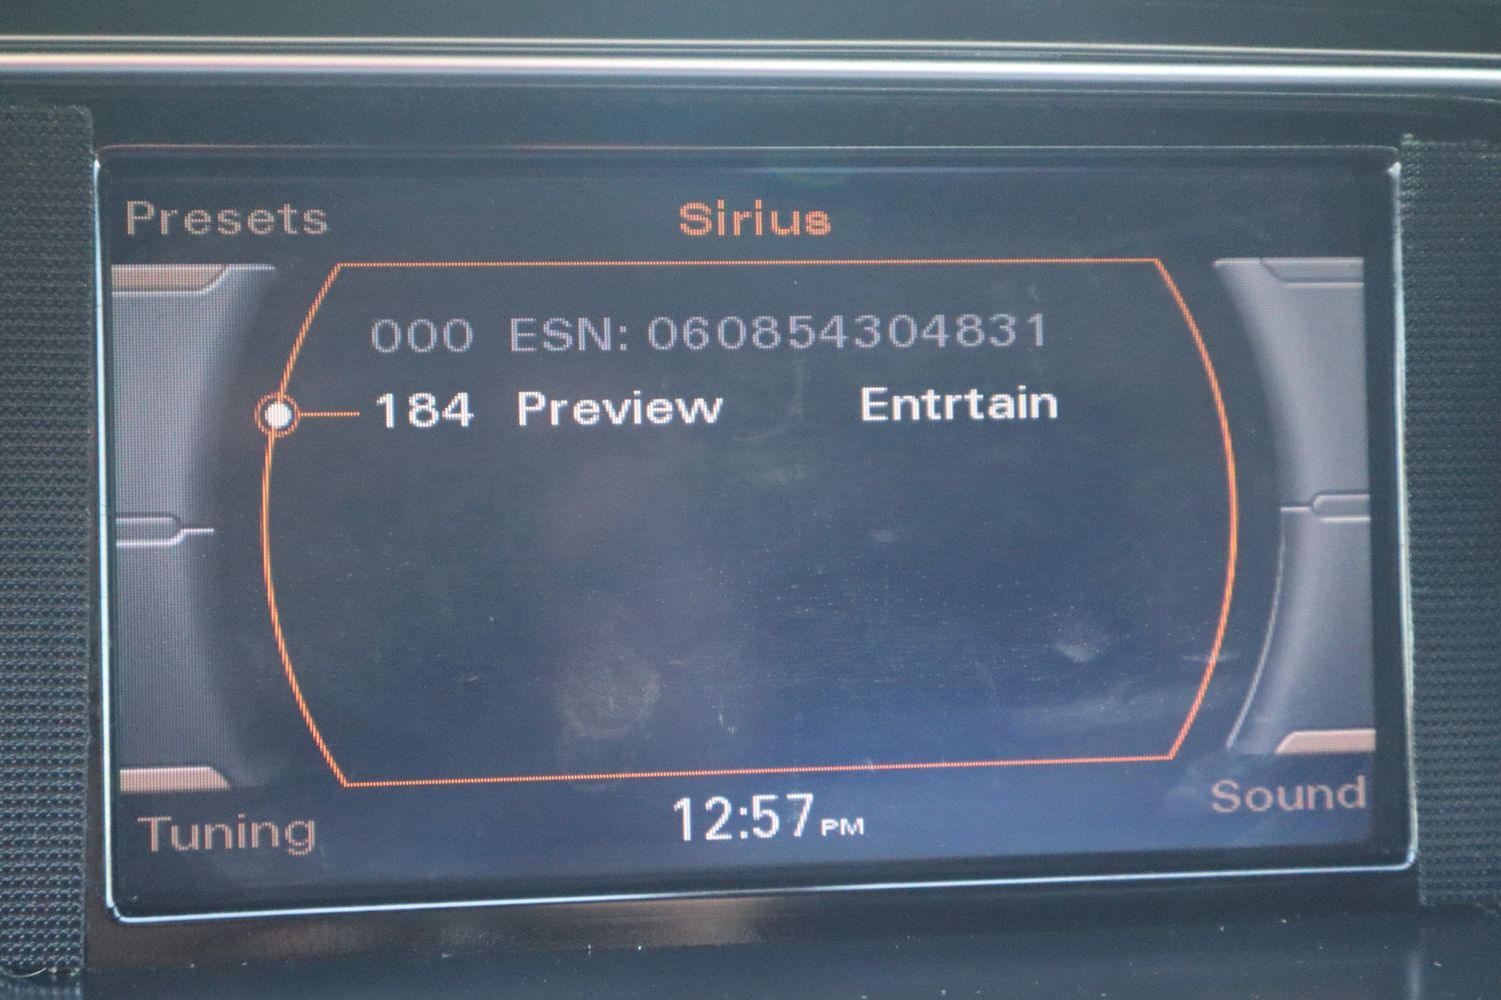 Presets Sirius
000 ESN: 060854304831
184 Preview Entrtain
Sound
Tuning 12:57 PM